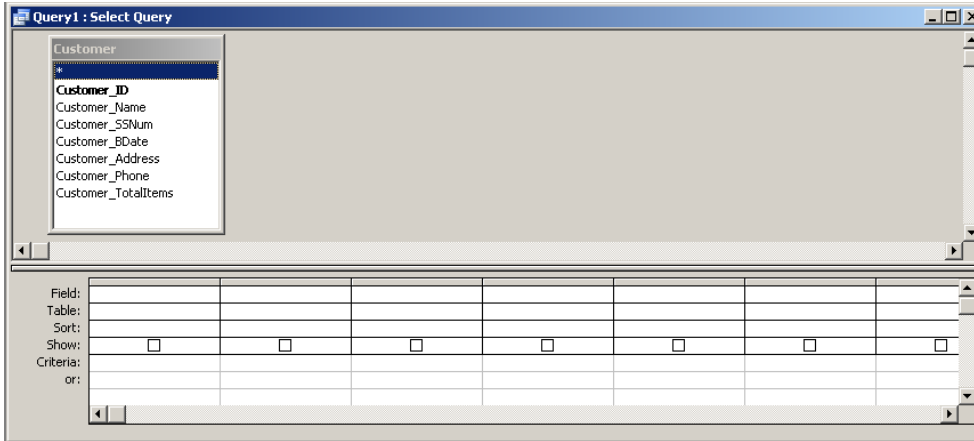 Query1 : Select Query
Customer
*
Customer_ID
Customer_Name
Customer_SSNum
Customer_BDate
Customer_Address
Customer_Phone
Customer_TotalItems
Field:
Table:
Sort:
Show:
Criteria:
or: